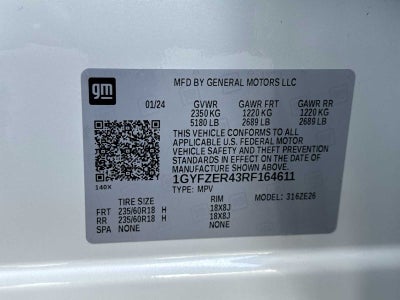 gm
MFD BY GENERAL MOTORS LLC
01/24 GVWR GAWR FRT GAWR RR
2350 KG 1220 KG 1220 KG
5180 LB 2689 LB 2689 LB
THIS VEHICLE CONFORMS TO ALL
APPLICABLE U.S. FEDERAL MOTOR
VEHICLE SAFETY AND THEFT PREVENTION
STANDARDS IN EFFECT ON THE DATE OF
MANUFACTURE SHOWN ABOVE.
1GYFZER43RF164611
140X
TYPE: MPV MODEL: 316ZE26
TIRE SIZE RIM
FRT 235/60R18 H 18X8J
RR 235/60R18 H 18X8J
SPA NONE NONE